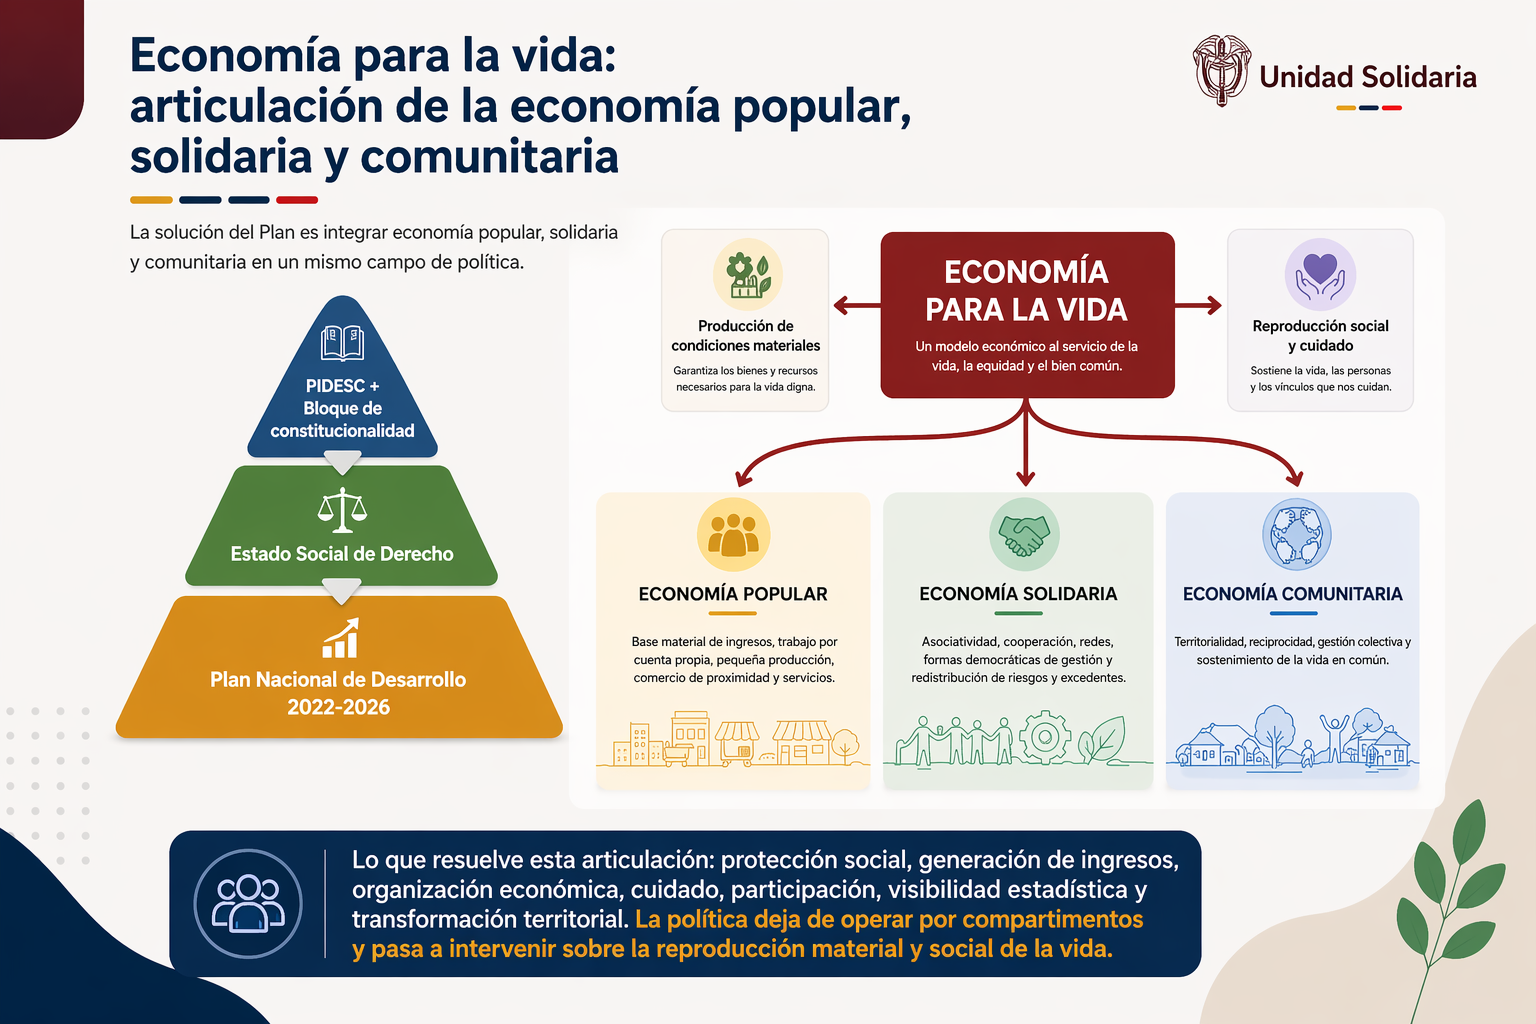 Economía para la vida:
articulación de la economía popular,
solidaria y comunitaria
Unidad Solidaria
La solución del Plan es integrar economía popular, solidaria
y comunitaria en un mismo campo de política.
PIDESC +
Bloque de
constitucionalidad
Estado Social de Derecho
Plan Nacional de Desarrollo
2022-2026
Producción de
condiciones materiales
Garantiza los bienes y recursos
necesarios para la vida digna.
ECONOMÍA
PARA LA VIDA
Un modelo económico al servicio de la
vida, la equidad y el bien común.
Reproducción social
y cuidado
Sostiene la vida, las personas
y los vínculos que nos cuidan.
ECONOMÍA POPULAR
Base material de ingresos, trabajo por
cuenta propia, pequeña producción,
comercio de proximidad y servicios.
ECONOMÍA SOLIDARIA
Asociatividad, cooperación, redes,
formas democráticas de gestión y
redistribución de riesgos y excedentes.
ECONOMÍA COMUNITARIA
Territorialidad, reciprocidad, gestión colectiva y
sostenimiento de la vida en común.
Lo que resuelve esta articulación: protección social, generación de ingresos,
organización económica, cuidado, participación, visibilidad estadística y
transformación territorial. La política deja de operar por compartimentos
y pasa a intervenir sobre la reproducción material y social de la vida.